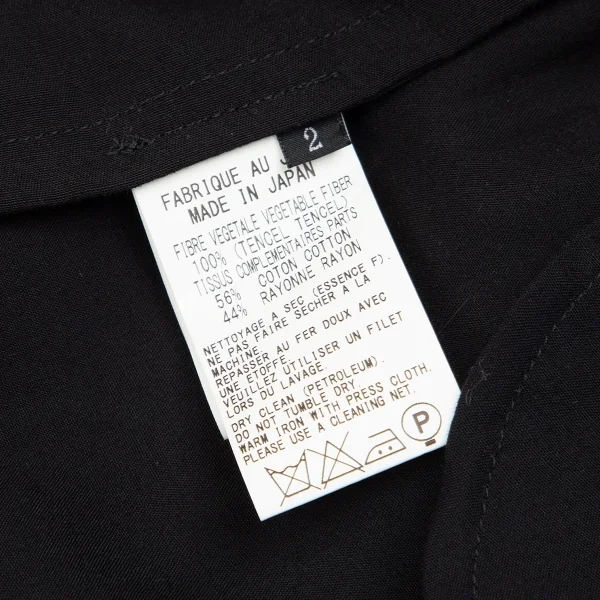 2
FABRIQUE AU J
MADE IN JAPAN
FIBRE VEGETALE VEGETABLE FIBER
100% (TENCEL TENCEL)
TISSUS COMPLEMENTAIRES PARTS
56% COTON COTTON
44% RAYONNE RAYON
NETTOYAGE A SEC (ESSENCE F).
NE PAS FAIRE SÉCHER À LA
MACHINE.
REPASSER AU FER DOUX AVEC
UNE ETOFFE.
VEUILLEZ UTILISER UN FILET
LORS DU LAVAGE.
DRY CLEAN (PETROLEUM).
DO NOT TUMBLE DRY.
WARM IRON WITH PRESS CLOTH.
PLEASE USE A CLEANING NET.
P